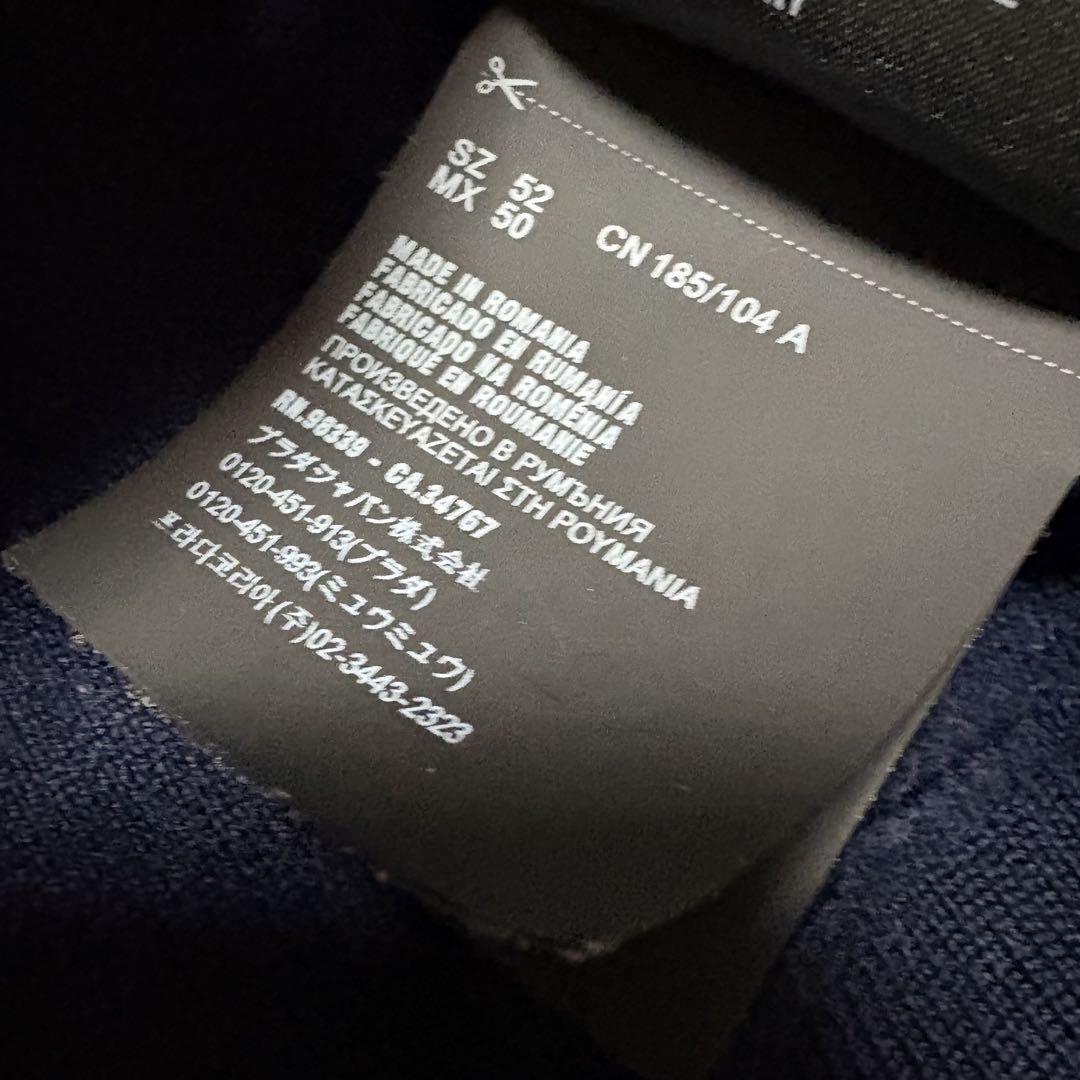 SZ 52
MX 50
CN 185/104 A
MADE IN ROMANIA
FABRICADO EN RUMANÍA
FABRICADO NA ROMÊNIA
FABRIQUÉ EN ROUMANIE
ПРОИЗВЕДЕНО В РУМЪНИЯ
ΚΑΤΑΣΚΕΥΑΖΕΤΑΙ ΣΤΗ ΡΟΥΜΑΝΙΑ
RN.96339 - CA.34767
プラダジャパン株式会社
0120-451-913(プラダ)
0120-451-993(ミュウミュウ)
프라다코리아(주)02-3443-2323